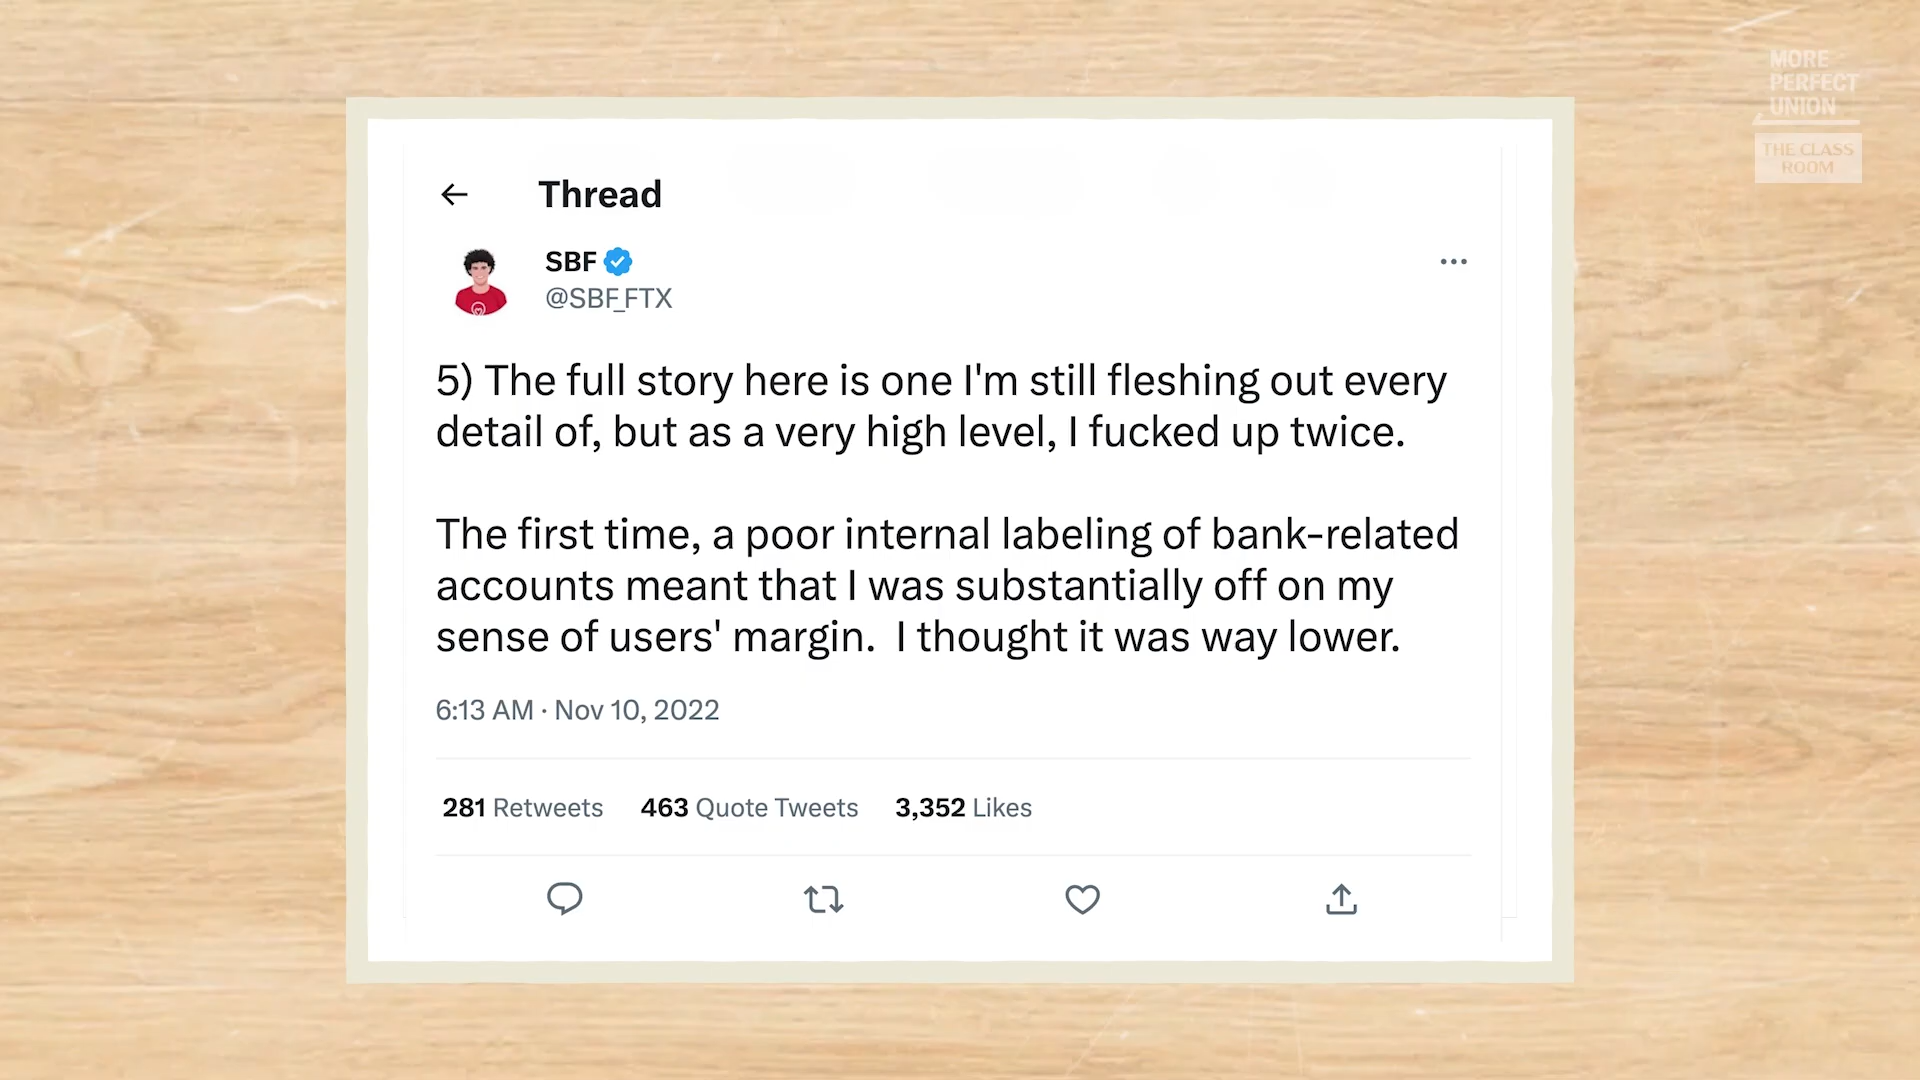 MORE
PERFECT
UNION
THE CLASS
ROOM
Thread
SBF
@SBF_FTX
5) The full story here is one I'm still fleshing out every
detail of, but as a very high level, I fucked up twice.
The first time, a poor internal labeling of bank-related
accounts meant that I was substantially off on my
sense of users' margin.  I thought it was way lower.
6:13 AM · Nov 10, 2022
281 Retweets 463 Quote Tweets 3,352 Likes